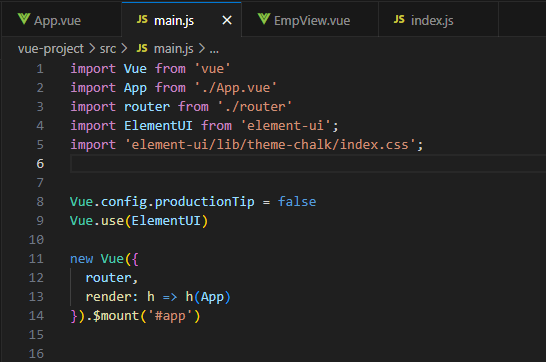 App.vue JS main.js EmpView.vue JS index.js
vue-project > src > JS main.js > ...
1 import Vue from 'vue'
2 import App from './App.vue'
3 import router from './router'
4 import ElementUI from 'element-ui';
5 import 'element-ui/lib/theme-chalk/index.css';
6
7
8 Vue.config.productionTip = false
9 Vue.use(ElementUI)
10
11 new Vue({
12   router,
13   render: h => h(App)
14 }).$mount('#app')
15
16